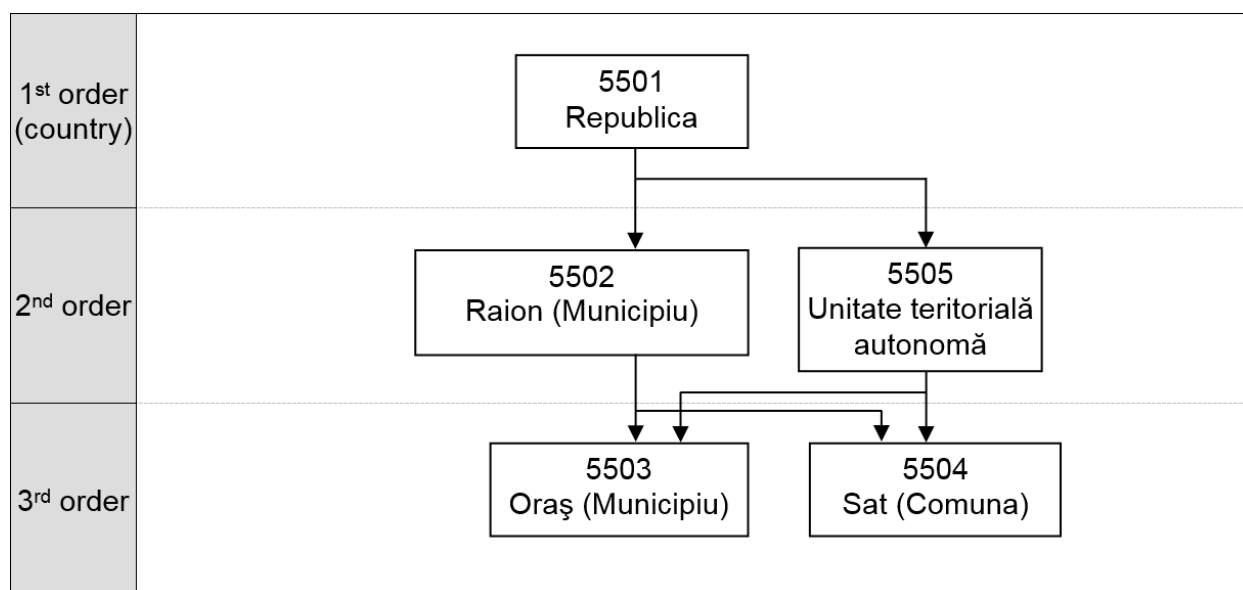 1st order
(country)
5501
Republica
2nd order
5502
Raion (Municipiu)
5505
Unitate teritorială
autonomă
3rd order
5503
Oraş (Municipiu)
5504
Sat (Comuna)